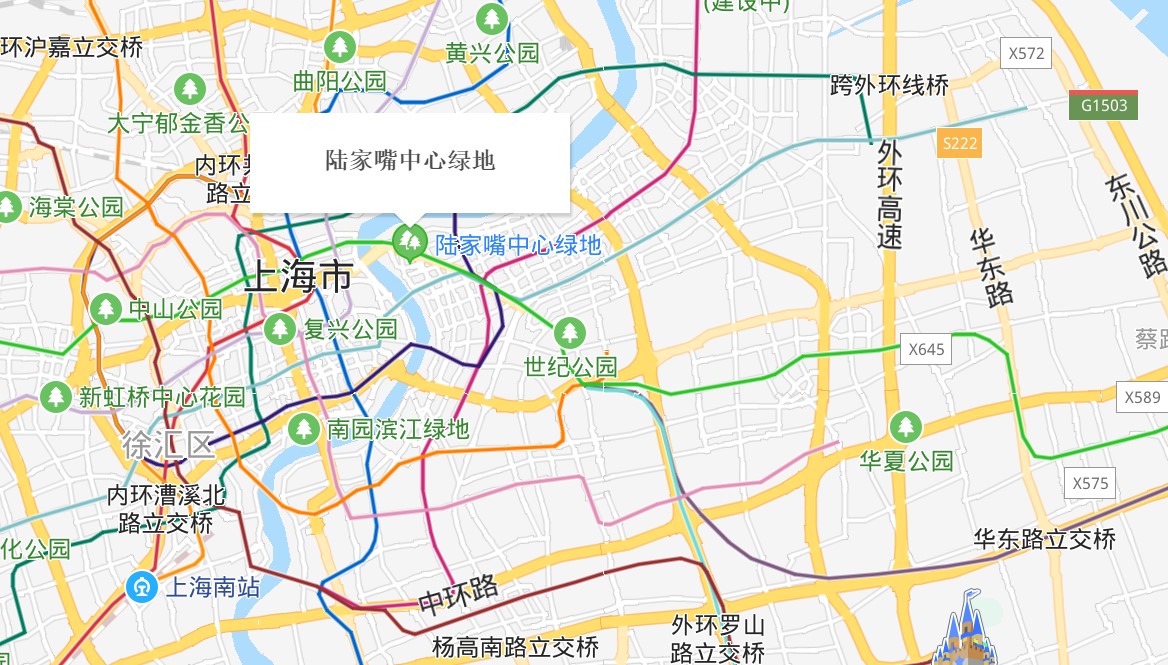 (建设中)
环沪嘉立交桥
黄兴公园
X572
曲阳公园
跨外环线桥
G1503
大宁郁金香公
S222
陆家嘴中心绿地
外环高速
内环
路立
东川公路
海棠公园
陆家嘴中心绿地
华东路
上海市
中山公园
复兴公园
蔡
X645
世纪公园
新虹桥中心花园
X589
南园滨江绿地
徐汇区
华夏公园
X575
内环漕溪北
路立交桥
华东路立交桥
化公园
上海南站
中环路
外环罗山
路立交桥
杨高南路立交桥
园